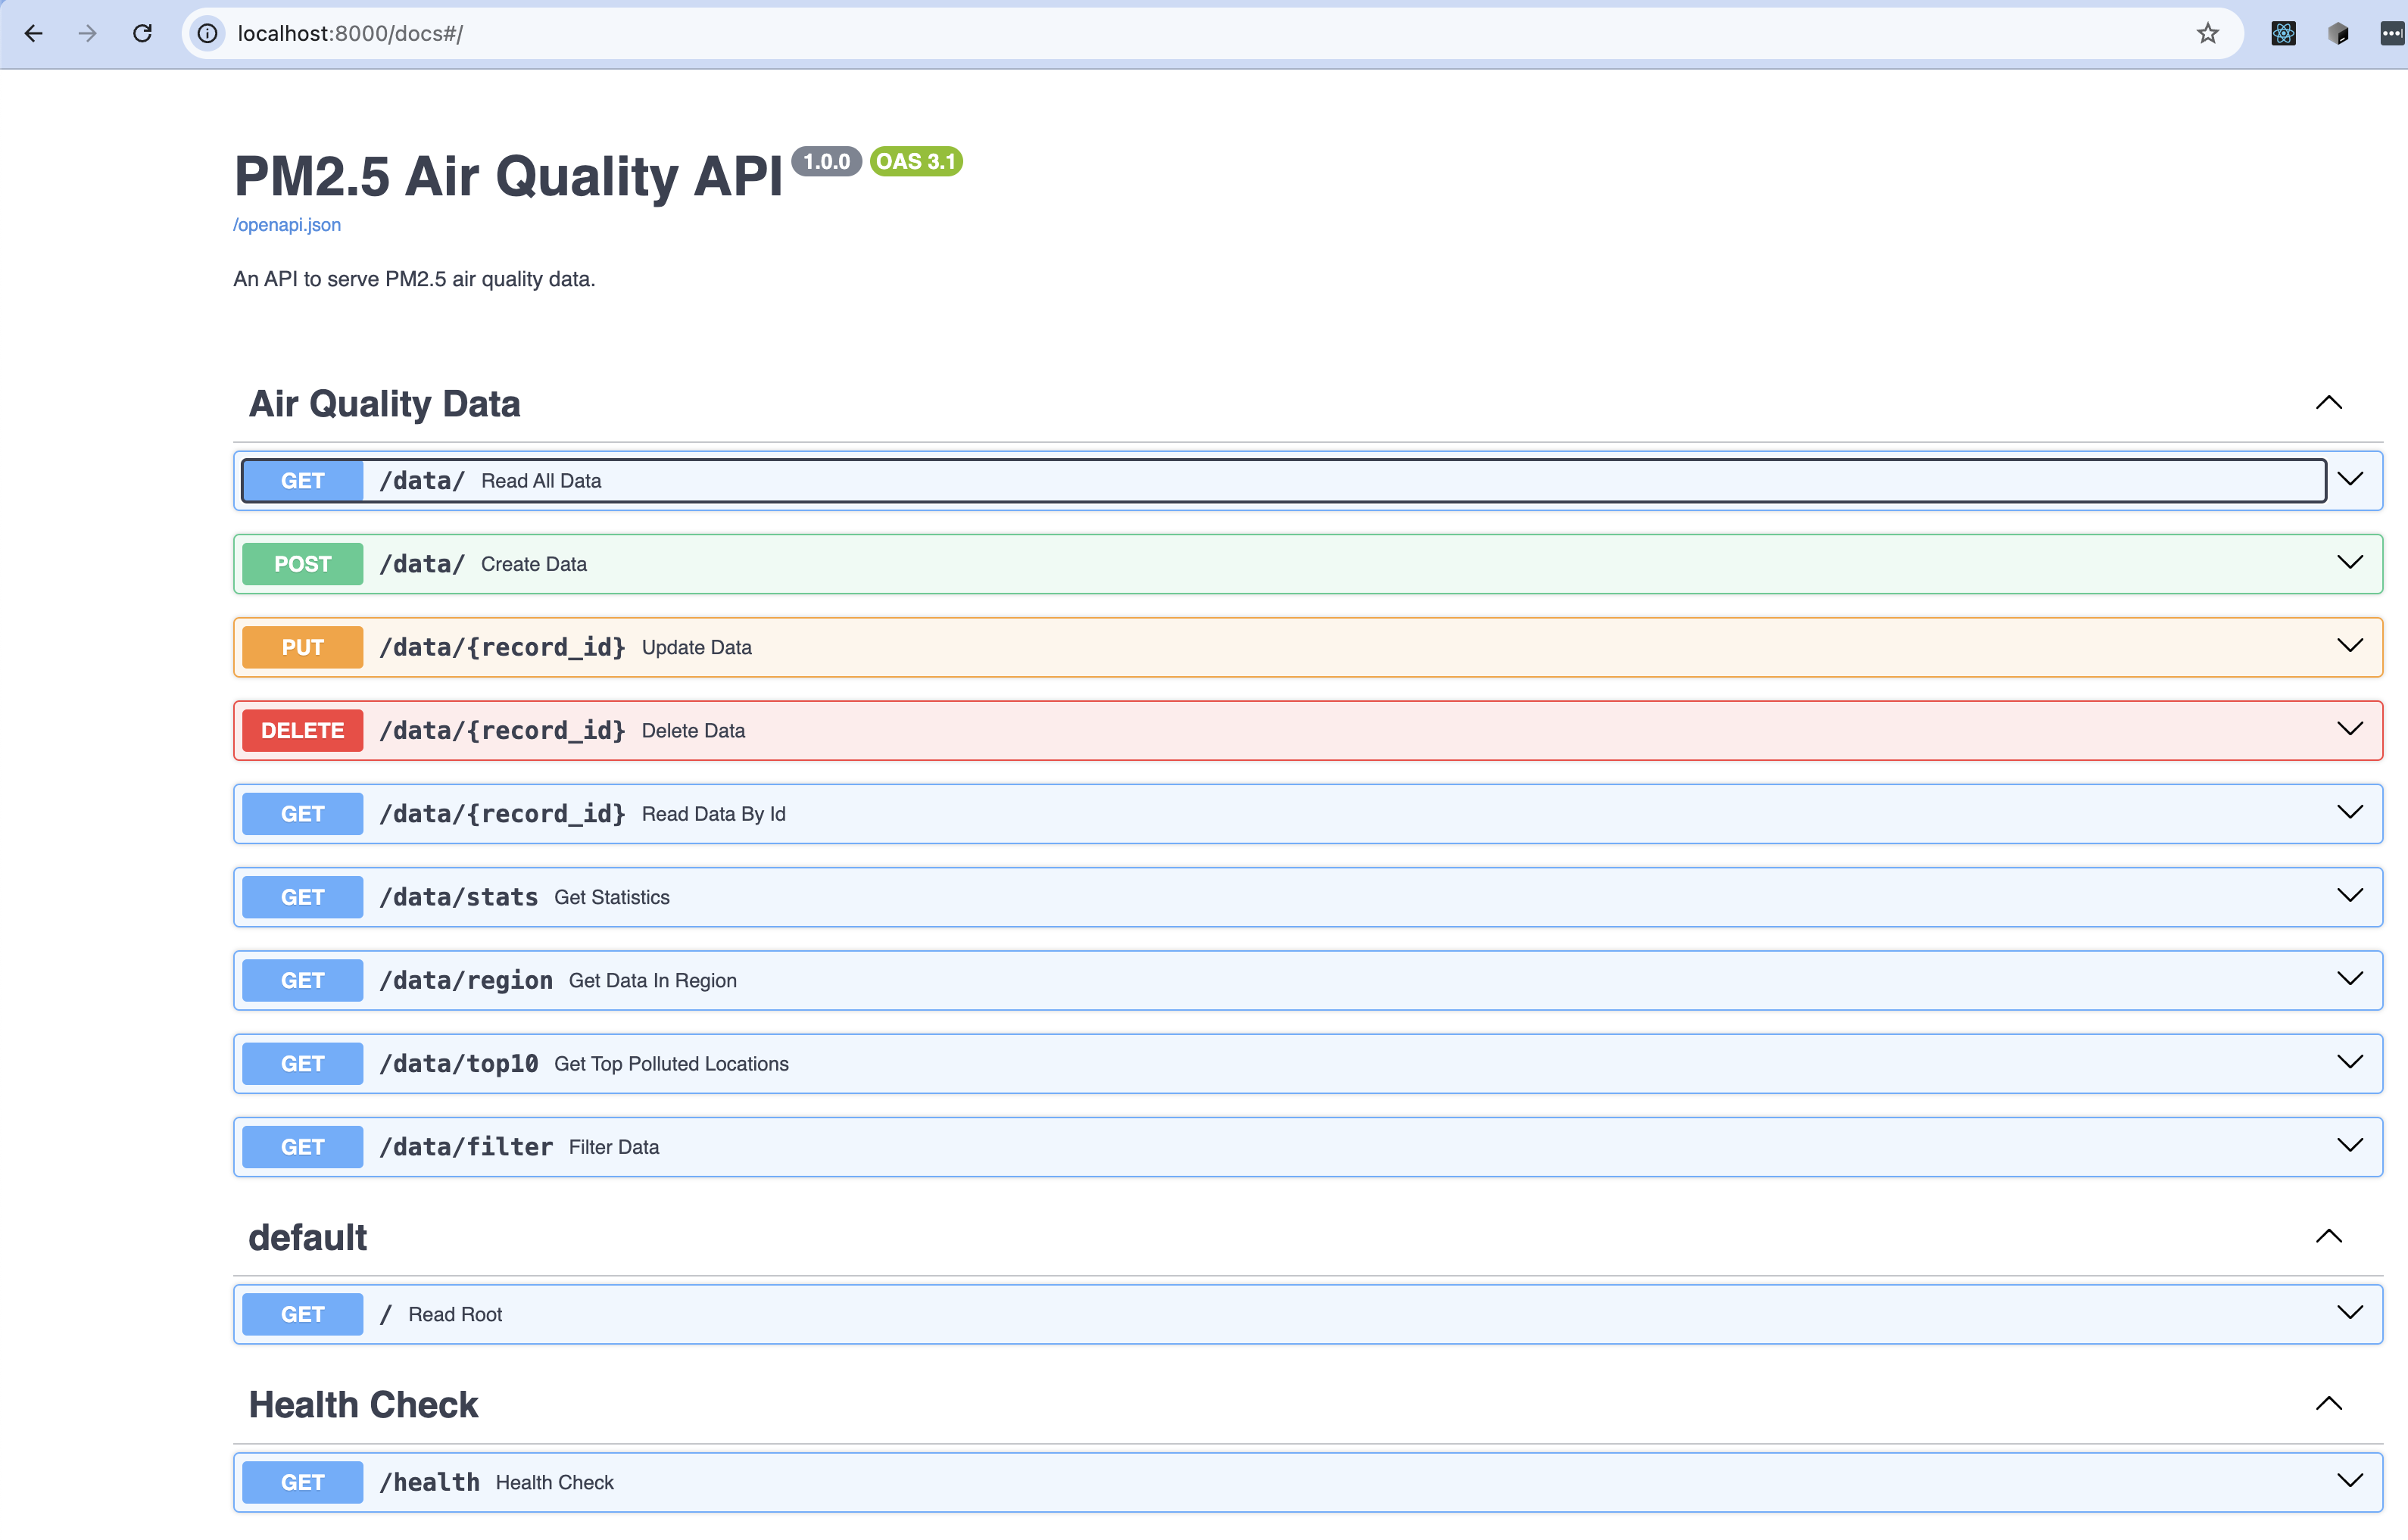 localhost:8000/docs#/
PM2.5 Air Quality API 1.0.0 OAS 3.1
/openapi.json
An API to serve PM2.5 air quality data.
Air Quality Data
GET /data/ Read All Data
POST /data/ Create Data
PUT /data/{record_id} Update Data
DELETE /data/{record_id} Delete Data
GET /data/{record_id} Read Data By Id
GET /data/stats Get Statistics
GET /data/region Get Data In Region
GET /data/top10 Get Top Polluted Locations
GET /data/filter Filter Data
default
GET / Read Root
Health Check
GET /health Health Check